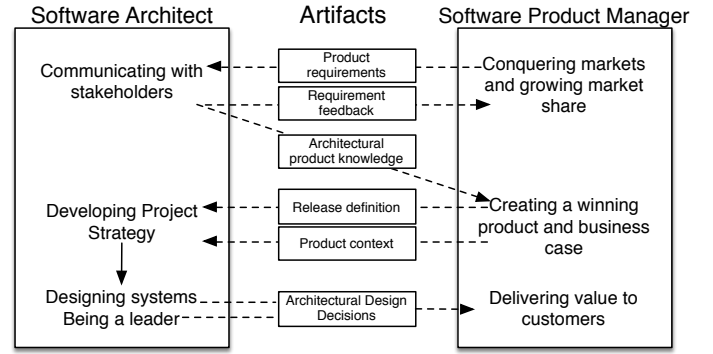 Software Architect
Artifacts
Software Product Manager
Communicating with
stakeholders
Product
requirements
Requirement
feedback
Architectural
product knowledge
Conquering markets
and growing market
share
Developing Project
Strategy
Release definition
Product context
Creating a winning
product and business
case
Designing systems
Being a leader
Architectural Design
Decisions
Delivering value to
customers